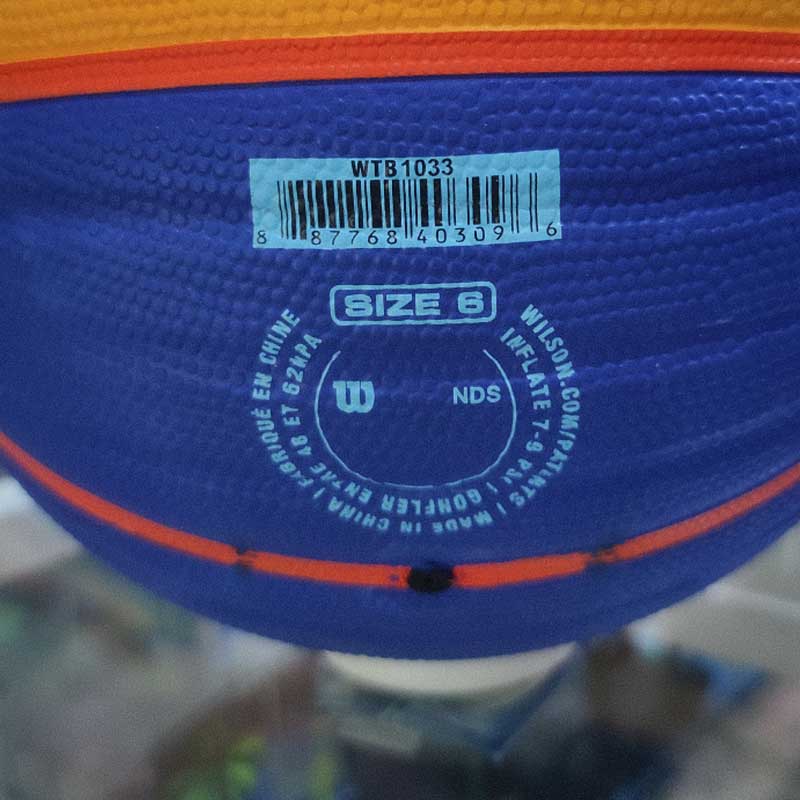 WTB1033
8 87768 40309 6
SIZE 6
WILSON.COM/PATENTS | MADE IN CHINA | FABRIQUÉ EN CHINE
INFLATE 7-9 PSI | GONFLER ENTRE 48 ET 62KPA
W NDS